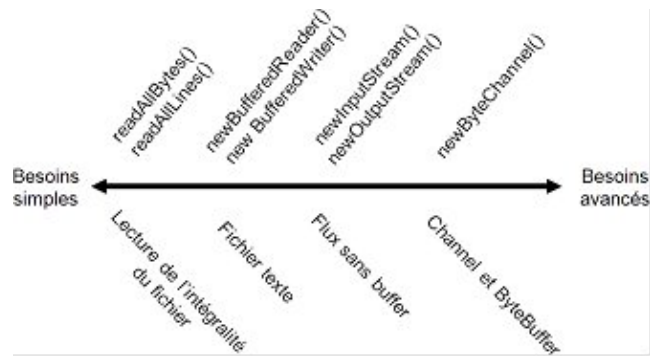 readAllBytes()
readAllLines()
newBufferedReader()
new BufferedWriter()
newInputStream()
newOutputStream()
newByteChannel()
Besoins
simples
Besoins
avancés
Lecture de l'intégralité
du fichier
Fichier texte
Flux sans buffer
Channel et ByteBuffer